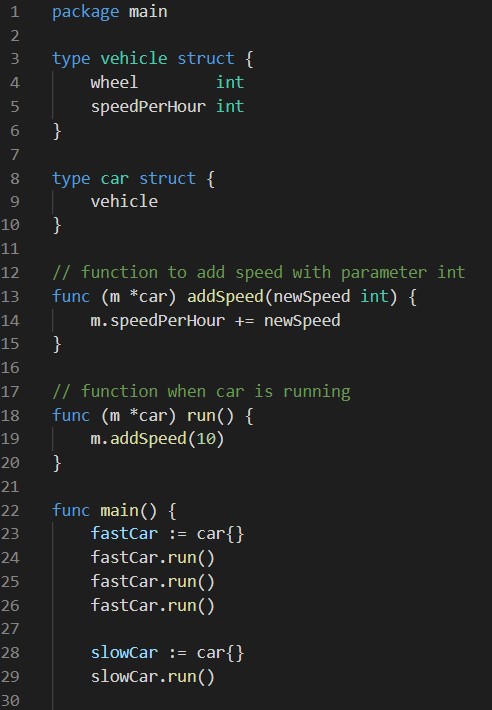 1 package main
2
3 type vehicle struct {
4     wheel        int
5     speedPerHour int
6 }
7
8 type car struct {
9     vehicle
10 }
11
12 // function to add speed with parameter int
13 func (m *car) addSpeed(newSpeed int) {
14     m.speedPerHour += newSpeed
15 }
16
17 // function when car is running
18 func (m *car) run() {
19     m.addSpeed(10)
20 }
21
22 func main() {
23     fastCar := car{}
24     fastCar.run()
25     fastCar.run()
26     fastCar.run()
27
28     slowCar := car{}
29     slowCar.run()
30